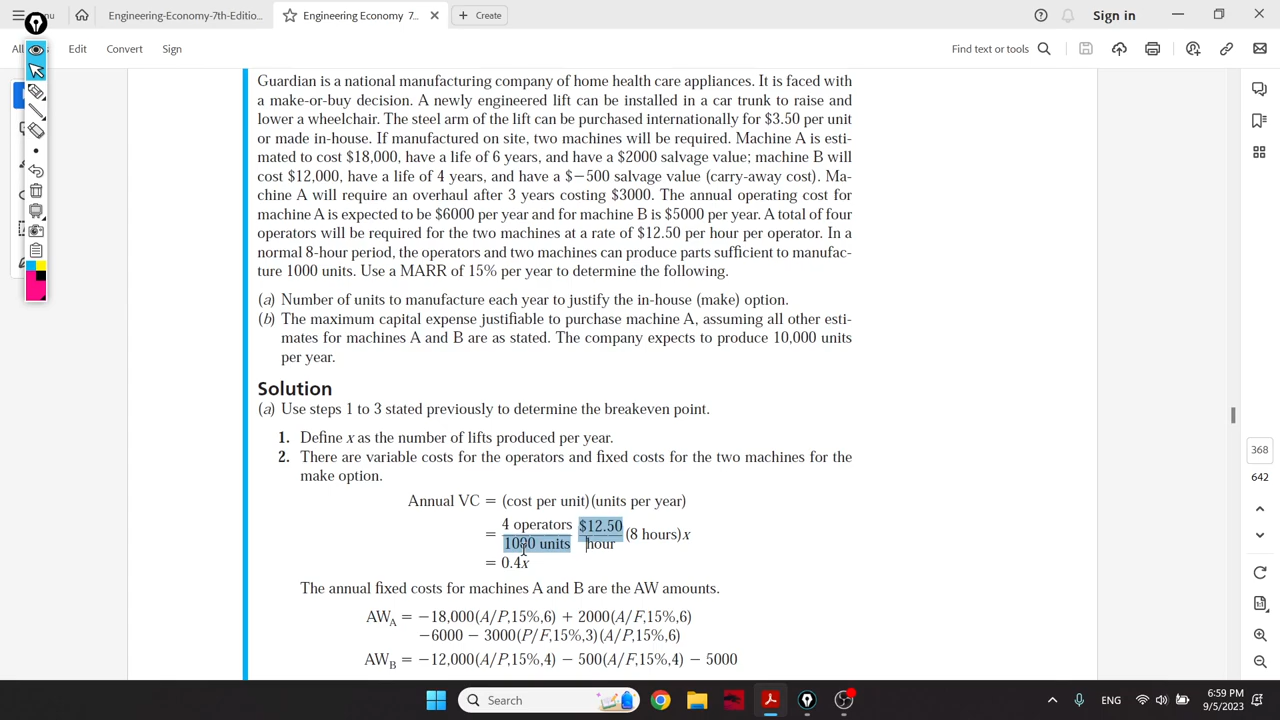 Menu
Engineering-Economy-7th-Edition...
Engineering Economy 7...
Create
Sign in
All
Edit
Convert
Sign
Find text or tools
Guardian is a national manufacturing company of home health care appliances. It is faced with
a make-or-buy decision. A newly engineered lift can be installed in a car trunk to raise and
lower a wheelchair. The steel arm of the lift can be purchased internationally for $3.50 per unit
or made in-house. If manufactured on site, two machines will be required. Machine A is esti-
mated to cost $18,000, have a life of 6 years, and have a $2000 salvage value; machine B will
cost $12,000, have a life of 4 years, and have a $−500 salvage value (carry-away cost). Ma-
chine A will require an overhaul after 3 years costing $3000. The annual operating cost for
machine A is expected to be $6000 per year and for machine B is $5000 per year. A total of four
operators will be required for the two machines at a rate of $12.50 per hour per operator. In a
normal 8-hour period, the operators and two machines can produce parts sufficient to manufac-
ture 1000 units. Use a MARR of 15% per year to determine the following.
(a) Number of units to manufacture each year to justify the in-house (make) option.
(b) The maximum capital expense justifiable to purchase machine A, assuming all other esti-
mates for machines A and B are as stated. The company expects to produce 10,000 units
per year.
Solution
(a) Use steps 1 to 3 stated previously to determine the breakeven point.
1. Define x as the number of lifts produced per year.
2. There are variable costs for the operators and fixed costs for the two machines for the
make option.
Annual VC = (cost per unit)(units per year)
= 4 operators $12.50 (8 hours)x
1000 units hour
= 0.4x
The annual fixed costs for machines A and B are the AW amounts.
AWA = −18,000(A/P,15%,6) + 2000(A/F,15%,6)
−6000 − 3000(P/F,15%,3)(A/P,15%,6)
AWB = −12,000(A/P,15%,4) − 500(A/F,15%,4) − 5000
368
642
Search
ENG
6:59 PM
9/5/2023